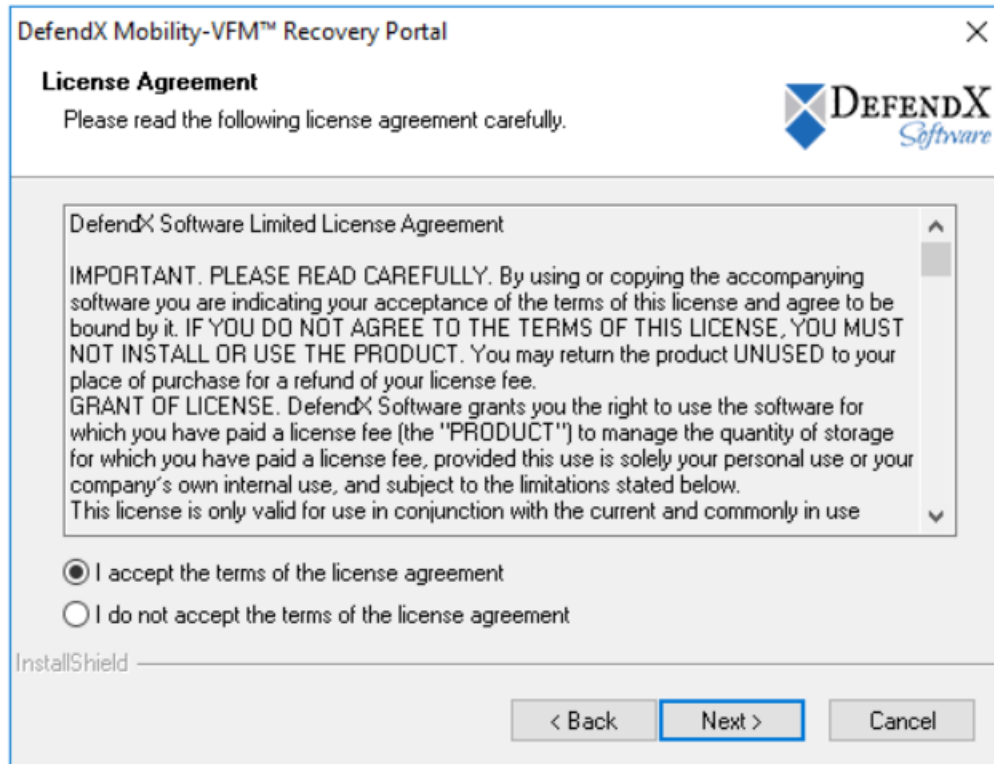 DefendX Mobility-VFM™ Recovery Portal
License Agreement
Please read the following license agreement carefully.
DEFENDX
Software
DefendX Software Limited License Agreement
IMPORTANT. PLEASE READ CAREFULLY. By using or copying the accompanying
software you are indicating your acceptance of the terms of this license and agree to be
bound by it. IF YOU DO NOT AGREE TO THE TERMS OF THIS LICENSE, YOU MUST
NOT INSTALL OR USE THE PRODUCT. You may return the product UNUSED to your
place of purchase for a refund of your license fee.
GRANT OF LICENSE. DefendX Software grants you the right to use the software for
which you have paid a license fee (the "PRODUCT") to manage the quantity of storage
for which you have paid a license fee, provided this use is solely your personal use or your
company´s own internal use, and subject to the limitations stated below.
This license is only valid for use in conjunction with the current and commonly in use
I accept the terms of the license agreement
I do not accept the terms of the license agreement
InstallShield
< Back Next > Cancel